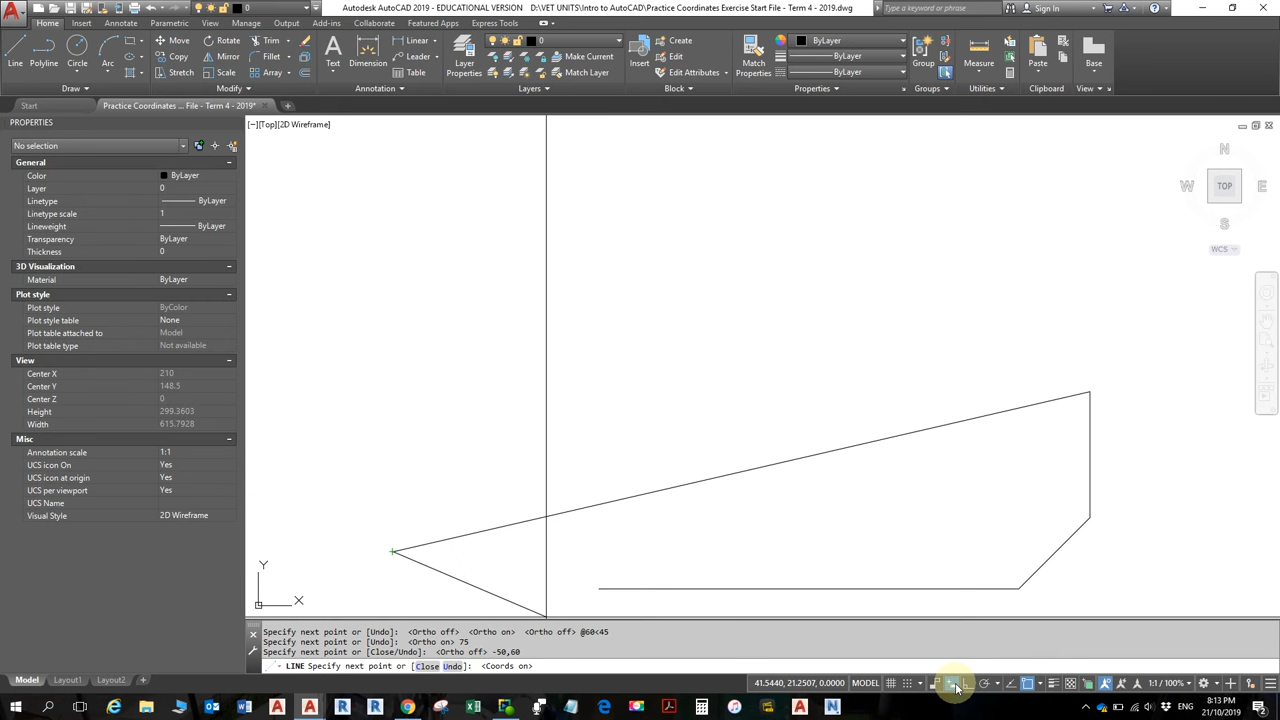 Autodesk AutoCAD 2019 - EDUCATIONAL VERSION D:\VET UNITS\Intro to AutoCAD\Practice Coordinates Exercise Start File - Term 4 - 2019.dwg
Type a keyword or phrase
Sign In
0
Home Insert Annotate Parametric View Manage Output Add-ins Collaborate Featured Apps Express Tools
Line Polyline Circle Arc
Move Rotate Trim
Copy Mirror Fillet
Stretch Scale Array
Text Dimension
Linear
Leader
Table
Layer Properties
0
Make Current
Match Layer
Insert
Create
Edit
Edit Attributes
Match Properties
ByLayer
ByLayer
ByLayer
Group
Measure
Paste
Base
Draw Modify Annotation Layers Block Properties Groups Utilities Clipboard View
Start
Practice Coordinates ... File - Term 4 - 2019*
PROPERTIES
No selection
General
Color ByLayer
Layer 0
Linetype ByLayer
Linetype scale 1
Lineweight ByLayer
Transparency ByLayer
Thickness 0
3D Visualization
Material ByLayer
Plot style
Plot style ByColor
Plot style table None
Plot table attached to Model
Plot table type Not available
View
Center X 210
Center Y 148.5
Center Z 0
Height 299.3603
Width 615.7928
Misc
Annotation scale 1:1
UCS icon On Yes
UCS icon at origin Yes
UCS per viewport Yes
UCS Name
Visual Style 2D Wireframe
[−][Top][2D Wireframe]
N
W TOP E
S
WCS
Y
X
Specify next point or [Undo]: <Ortho off> <Ortho on> <Ortho off> @60<45
Specify next point or [Undo]: <Ortho on> 75
Specify next point or [Close/Undo]: <Ortho off> -50,60
LINE Specify next point or [Close Undo]: <Coords on>
Model Layout1 Layout2 +
41.5440, 21.2507, 0.0000 MODEL
1:1 / 100%
8:13 PM
21/10/2019